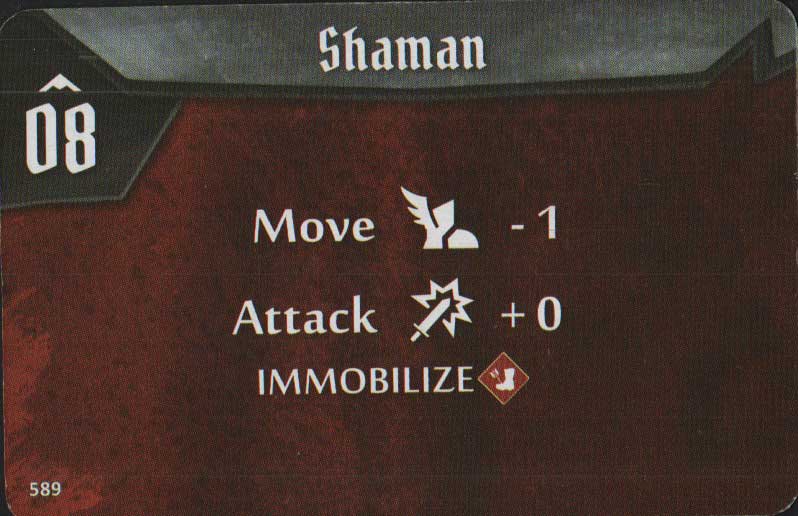 Shaman
08
Move - 1
Attack + 0
IMMOBILIZE
589